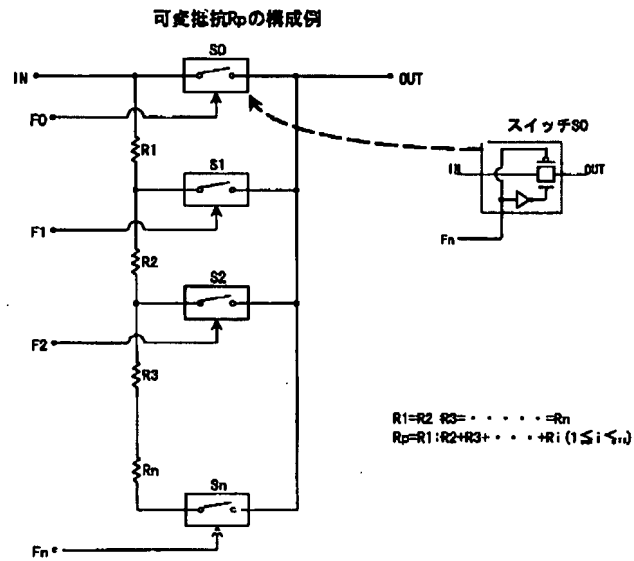 可変抵抗Rpの構成例
S0
IN
OUT
F0
スイッチS0
R1
IN
OUT
S1
F1
Fn
R2
S2
F2
R3
R1=R2 R3=・・・・・・=Rn
Rp=R1:R2+R3+・・・・+Ri(1≦i≦n)
Rn
Sn
Fn